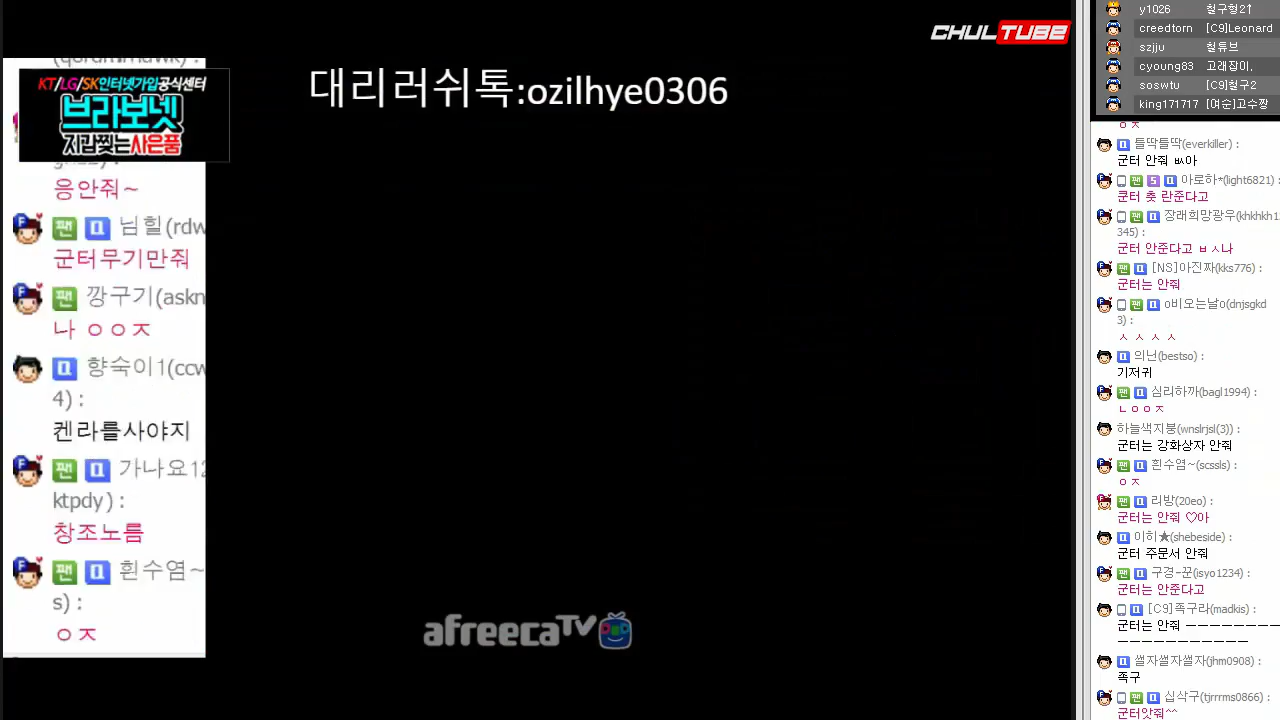 CHULTUBE
대리러쉬톡:ozilhye0306
KT/LG/SK인터넷가입공식센터
브라보넷
지갑찢는사은품
응안줘~
팬 님힐(rdw
군터무기만줘
팬 깡구기(askn
나 ㅇㅇㅈ
향숙이1(ccw
4) :
켄라를사야지
팬 가나요12
ktpdy) :
창조노름
팬 흰수염~
s) :
ㅇㅈ
afreecaTV
y1026 철구형2↑
creedtorn [C9]Leonard
szjju 철튜브
cyoung83 고래잡이,
soswtu [C9]철구2
king171717 [여순]고수장
ㅇㅈ
틀딱틀딱(everkiller) :
군터 안줘 ㅄ아
팬 S 아로하*(light6821) :
쿤터 춋 란준다고
팬 장래희망광우(khkhkh1
345) :
군터 안준다고 ㅂㅅ나
팬 [NS]아진짜(kks776) :
군터는 안줘
팬 o비오는날o(dnjsgkd
3) :
ㅅ ㅅ ㅅ ㅅ
의넌(bestso) :
기저귀
팬 심리하까(bagl1994) :
ㄴㅇㅇㅈ
하늘색지붕(wnslrjsl(3)) :
군터는 강화상자 안줘
팬 흰수염~(scssls) :
ㅇㅈ
팬 리방(20eo) :
군터는 안줘 ♡아
이히★(shebeside) :
군터 주문서 안줘
팬 구경-꾼(isyo1234) :
군터는 안준다고
[C9]족구라(madkis) :
군터는 안줘 ㅡㅡㅡㅡㅡㅡㅡ
ㅡㅡㅡㅡㅡㅡㅡㅡㅡㅡ
썰자썰자썰자(jhm0908) :
족구
팬 십삭구(tjrrrms0866) :
군터앗줘^^